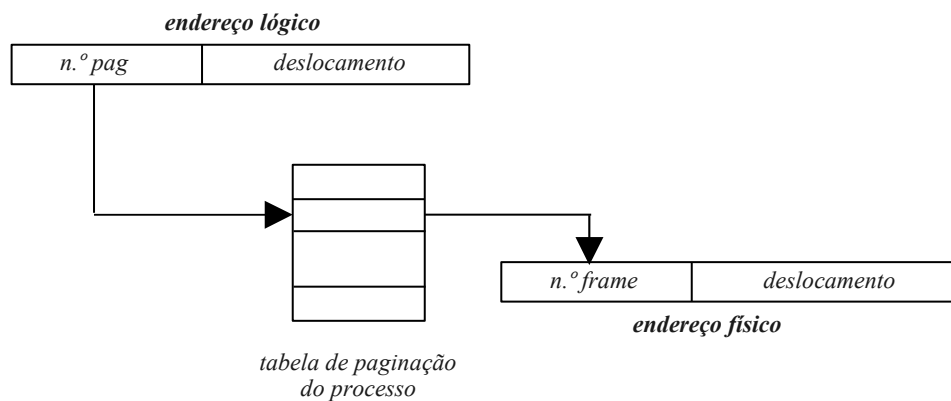 endereço lógico
n.º pag
deslocamento
n.º frame
deslocamento
endereço físico
tabela de paginação
do processo